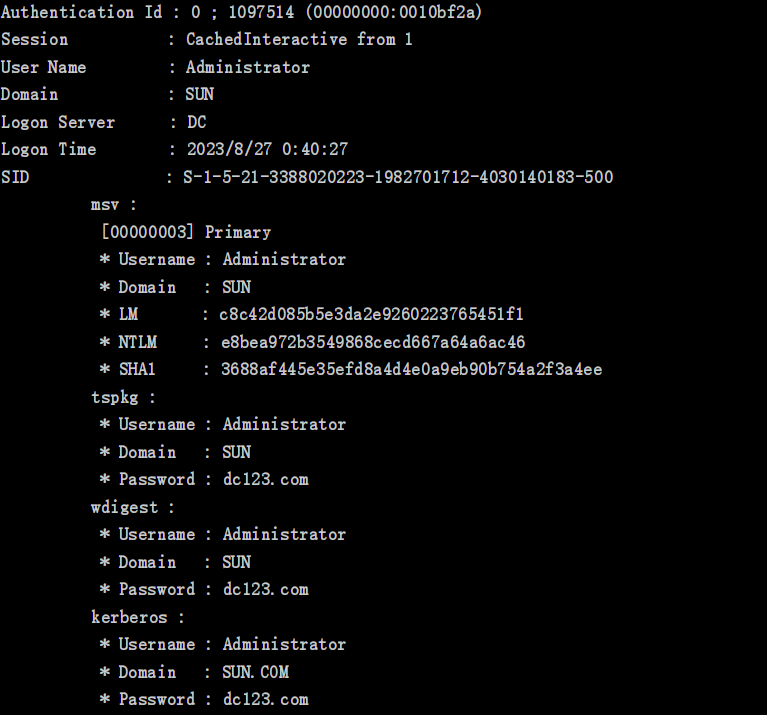 Authentication Id : 0 ; 1097514 (00000000:0010bf2a)
Session           : CachedInteractive from 1
User Name         : Administrator
Domain            : SUN
Logon Server      : DC
Logon Time        : 2023/8/27 0:40:27
SID               : S-1-5-21-3388020223-1982701712-4030140183-500
msv :
[00000003] Primary
* Username : Administrator
* Domain   : SUN
* LM       : c8c42d085b5e3da2e9260223765451f1
* NTLM     : e8bea972b3549868cecd667a64a6ac46
* SHA1     : 3688af445e35efd8a4d4e0a9eb90b754a2f3a4ee
tspkg :
* Username : Administrator
* Domain   : SUN
* Password : dc123.com
wdigest :
* Username : Administrator
* Domain   : SUN
* Password : dc123.com
kerberos :
* Username : Administrator
* Domain   : SUN.COM
* Password : dc123.com